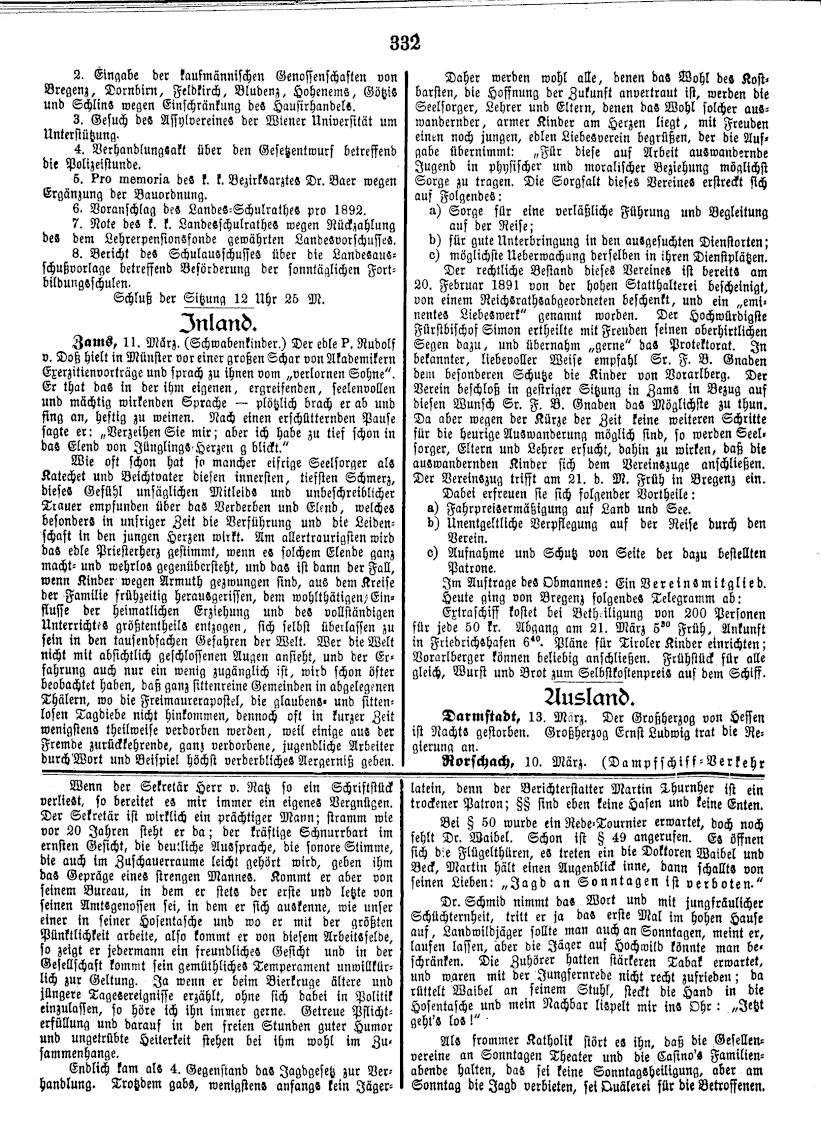 332
2. Eingabe der kaufmännischen Genossenschaften von
Bregenz, Dornbirn, Feldkirch, Bludenz, Hohenems, Götzis
und Schlins wegen Einschränkung des Hausirhandels.
3. Gesuch des Assylvereines der Wiener Universität um
Unterstützung.
4. Verhandlungsakt über den Gesetzentwurf betreffend
die Polizeistunde.
5. Pro memoria des k. k. Bezirksarztes Dr. Baer wegen
Ergänzung der Bauordnung.
6. Voranschlag des Landes-Schulrathes pro 1892.
7. Note des k. k. Landesschulrathes wegen Rückzahlung
des dem Lehrerpensionsfonde gewährten Landesvorschusses.
8. Bericht des Schulausschusses über die Landesaus-
schußvorlage betreffend Beförderung der sonntäglichen Fort-
bildungsschulen.
Schluß der Sitzung 12 Uhr 25 M.
Inland.
Zams, 11. März. (Schwabenkinder.) Der edle P. Rudolf
v. Doß hielt in Münster vor einer großen Schar von Akademikern
Exerzitienvorträge und sprach zu ihnen vom „verlornen Sohne".
Er that das in der ihm eigenen, ergreifenden, seelenvollen
und mächtig wirkenden Sprache — plötzlich brach er ab und
fing an, heftig zu weinen. Nach einen erschütternden Pause
sagte er: „Verzeihen Sie mir; aber ich habe zu tief schon in
das Elend von Jünglings-Herzen g blickt."
Wie oft schon hat so mancher eifrige Seelsorger als
Katechet und Beichtvater diesen innersten, tiefsten Schmerz,
dieses Gefühl unsäglichen Mitleids und unbeschreiblicher
Trauer empfunden über das Verderben und Elend, welches
besonders in unsriger Zeit die Verführung und die Leiden-
schaft in den jungen Herzen wirkt. Am allertraurigsten wird
das edle Priesterherz gestimmt, wenn es solchem Elende ganz
macht- und wehrlos gegenübersteht, und das ist dann der Fall,
wenn Kinder wegen Armuth gezwungen sind, aus dem Kreise
der Familie frühzeitig herausgerissen, dem wohlthätigen, Ein-
flusse der heimatlichen Erziehung und des vollständigen
Unterrichtes größtentheils entzogen, sich selbst überlassen zu
sein in den tausendfachen Gefahren der Welt. Wer die Welt
nicht mit absichtlich geschlossenen Augen ansieht, und der Er-
fahrung auch nur ein wenig zugänglich ist, wird schon öfter
beobachtet haben, daß ganz sittenreine Gemeinden in abgelegenen
Thälern, wo die Freimaurerapostel, die glaubens- und sitten-
losen Tagdiebe nicht hinkommen, dennoch oft in kurzer Zeit
wenigstens theilweise verdorben werden, weil einige aus der
Fremde zurückkehrende, ganz verdorbene, jugendliche Arbeiter
durch Wort und Beispiel höchst verderbliches Aergerniß geben.
Daher werden wohl alle, denen das Wohl des Kost-
barsten, die Hoffnung der Zukunft anvertraut ist, werden die
Seelsorger, Lehrer und Eltern, denen das Wohl solcher aus-
wandernder, armer Kinder am Herzen liegt, mit Freuden
einen noch jungen, edlen Liebesverein begrüßen, der die Auf-
gabe übernimmt: „Für diese auf Arbeit auswandernde
Jugend in physischer und moralischer Beziehung möglichst
Sorge zu tragen. Die Sorgfalt dieses Vereines erstreckt sich
auf Folgendes:
a) Sorge für eine verläßliche Führung und Begleitung
auf der Reise;
b) für gute Unterbringung in den ausgesuchten Dienstorten;
c) möglichste Ueberwachung derselben in ihren Dienstplätzen.
Der rechtliche Bestand dieses Vereines ist bereits am
20. Februar 1891 von der hohen Statthalterei bescheinigt,
von einem Reichsrathsabgeordneten beschenkt, und ein „emi-
nentes Liebeswerk" genannt worden. Der Hochwürdigste
Fürstbischof Simon ertheilte mit Freuden seinen oberhirtlichen
Segen dazu, und übernahm „gerne" das Protektorat. In
bekannter, liebevoller Weise empfahl Sr. F. B. Gnaden
dem besonderen Schutze die Kinder von Vorarlberg. Der
Verein beschloß in gestriger Sitzung in Zams in Bezug auf
diesen Wunsch Sr. F. B. Gnaden das Möglichste zu thun.
Da aber wegen der Kürze der Zeit keine weiteren Schritte
für die heurige Auswanderung möglich sind, so werden Seel-
sorger, Eltern und Lehrer ersucht, dahin zu wirken, daß die
auswandernden Kinder sich dem Vereinszuge anschließen.
Der Vereinszug trifft am 21. d. M. Früh in Bregenz ein.
Dabei erfreuen sie sich folgender Vortheile:
a) Fahrpreisermäßigung auf Land und See.
b) Unentgeltliche Verpflegung auf der Reise durch den
Verein.
c) Aufnahme und Schutz von Seite der dazu bestellten
Patrone.
Im Auftrage des Obmannes: Ein Vereinsmitglied.
Heute ging von Bregenz folgendes Telegramm ab:
Extraschiff kostet bei Betheiligung von 200 Personen
für jede 50 kr. Abgang am 21. März 5³⁰ Früh, Ankunft
in Friedrichshafen 6⁴⁰. Pläne für Tiroler Kinder einrichten;
Vorarlberger können beliebig anschließen. Frühstück für alle
gleich, Wurst und Brot zum Selbstkostenpreis auf dem Schiff.
Ausland.
Darmstadt, 13. März. Der Großherzog von Hessen
ist Nachts gestorben. Großherzog Ernst Ludwig trat die Re-
gierung an.
Rorschach, 10. März. (Dampfschiff-Verkehr
Wenn der Sekretär Herr v. Ratz so ein Schriftstück
verliest, so bereitet es mir immer ein eigenes Vergnügen.
Der Sekretär ist wirklich ein prächtiger Mann; stramm wie
vor 20 Jahren steht er da; der kräftige Schnurrbart im
ernsten Gesicht, die deutliche Aussprache, die sonore Stimme,
die auch im Zuschauerraume leicht gehört wird, geben ihm
das Gepräge eines strengen Mannes. Kommt er aber von
seinem Bureau, in dem er stets der erste und letzte von
seinen Amtsgenossen sei, in dem er sich auskenne, wie unser
einer in seiner Hosentasche und wo er mit der größten
Pünktlichkeit arbeite, also kommt er von diesem Arbeitsfelde,
so zeigt er jedermann ein freundliches Gesicht und in der
Gesellschaft kommt sein gemüthliches Temperament unwillkür-
lich zur Geltung. Ja wenn er beim Bierkruge ältere und
jüngere Tagesereignisse erzählt, ohne sich dabei in Politik
einzulassen, so höre ich ihn immer gerne. Getreue Pflicht-
erfüllung und darauf in den freien Stunden guter Humor
und ungetrübte Heiterkeit stehen bei ihm wohl im Zu-
sammenhange.
Endlich kam als 4. Gegenstand das Jagdgesetz zur Ver-
handlung. Trotzdem gabs, wenigstens anfangs kein Jäger-
latein, denn der Berichterstatter Martin Thurnher ist ein
trockener Patron; §§ sind eben keine Hasen und keine Enten.
Bei § 50 wurde ein Rede-Tournier erwartet, doch noch
fehlt Dr. Waibel. Schon ist § 49 angerufen. Es öffnen
sich die Flügelthüren, es treten ein die Doktoren Waibel und
Beck, Martin hält einen Augenblick inne, dann schallts von
seinen Lieben: „Jagd an Sonntagen ist verboten."
Dr. Schmid nimmt das Wort und mit jungfräulicher
Schüchternheit, tritt er ja das erste Mal im hohen Hause
auf, Landwildjäger sollte man auch an Sonntagen, meint er,
laufen lassen, aber die Jäger auf Hochwild könnte man be-
schränken. Die Zuhörer hatten stärkeren Tabak erwartet,
und waren mit der Jungfernrede nicht recht zufrieden; da
rüttelt Waibel an seinem Stuhl, steckt die Hand in die
Hosentasche und mein Nachbar lispelt mir ins Ohr: „Jetzt
geht's los!"
Als frommer Katholik stört es ihn, daß die Gesellen-
vereine an Sonntagen Theater und die Casino's Familien-
abende halten, das sei keine Sonntagsheiligung, aber am
Sonntag die Jagd verbieten, sei Quälerei für die Betroffenen.